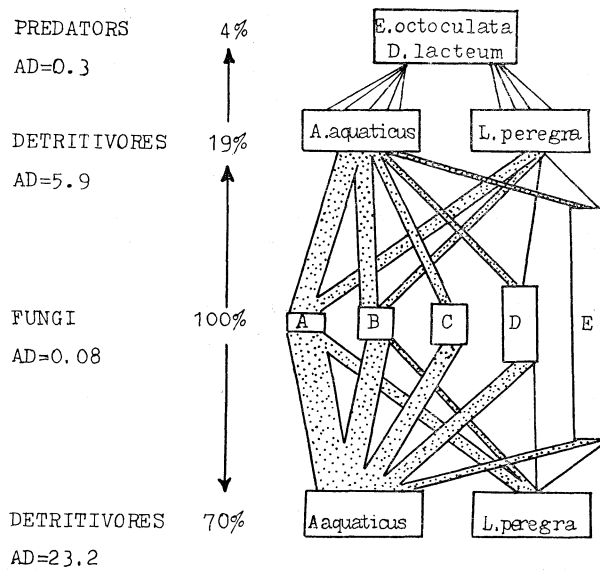 PREDATORS 4%
AD=0.3
E.octoculata
D.lacteum
DETRITIVORES 19%
AD=5.9
A.aquaticus
L.peregra
FUNGI 100%
AD=0.08
A
B
C
D
E
DETRITIVORES 70%
AD=23.2
Aaquaticus
L.peregra